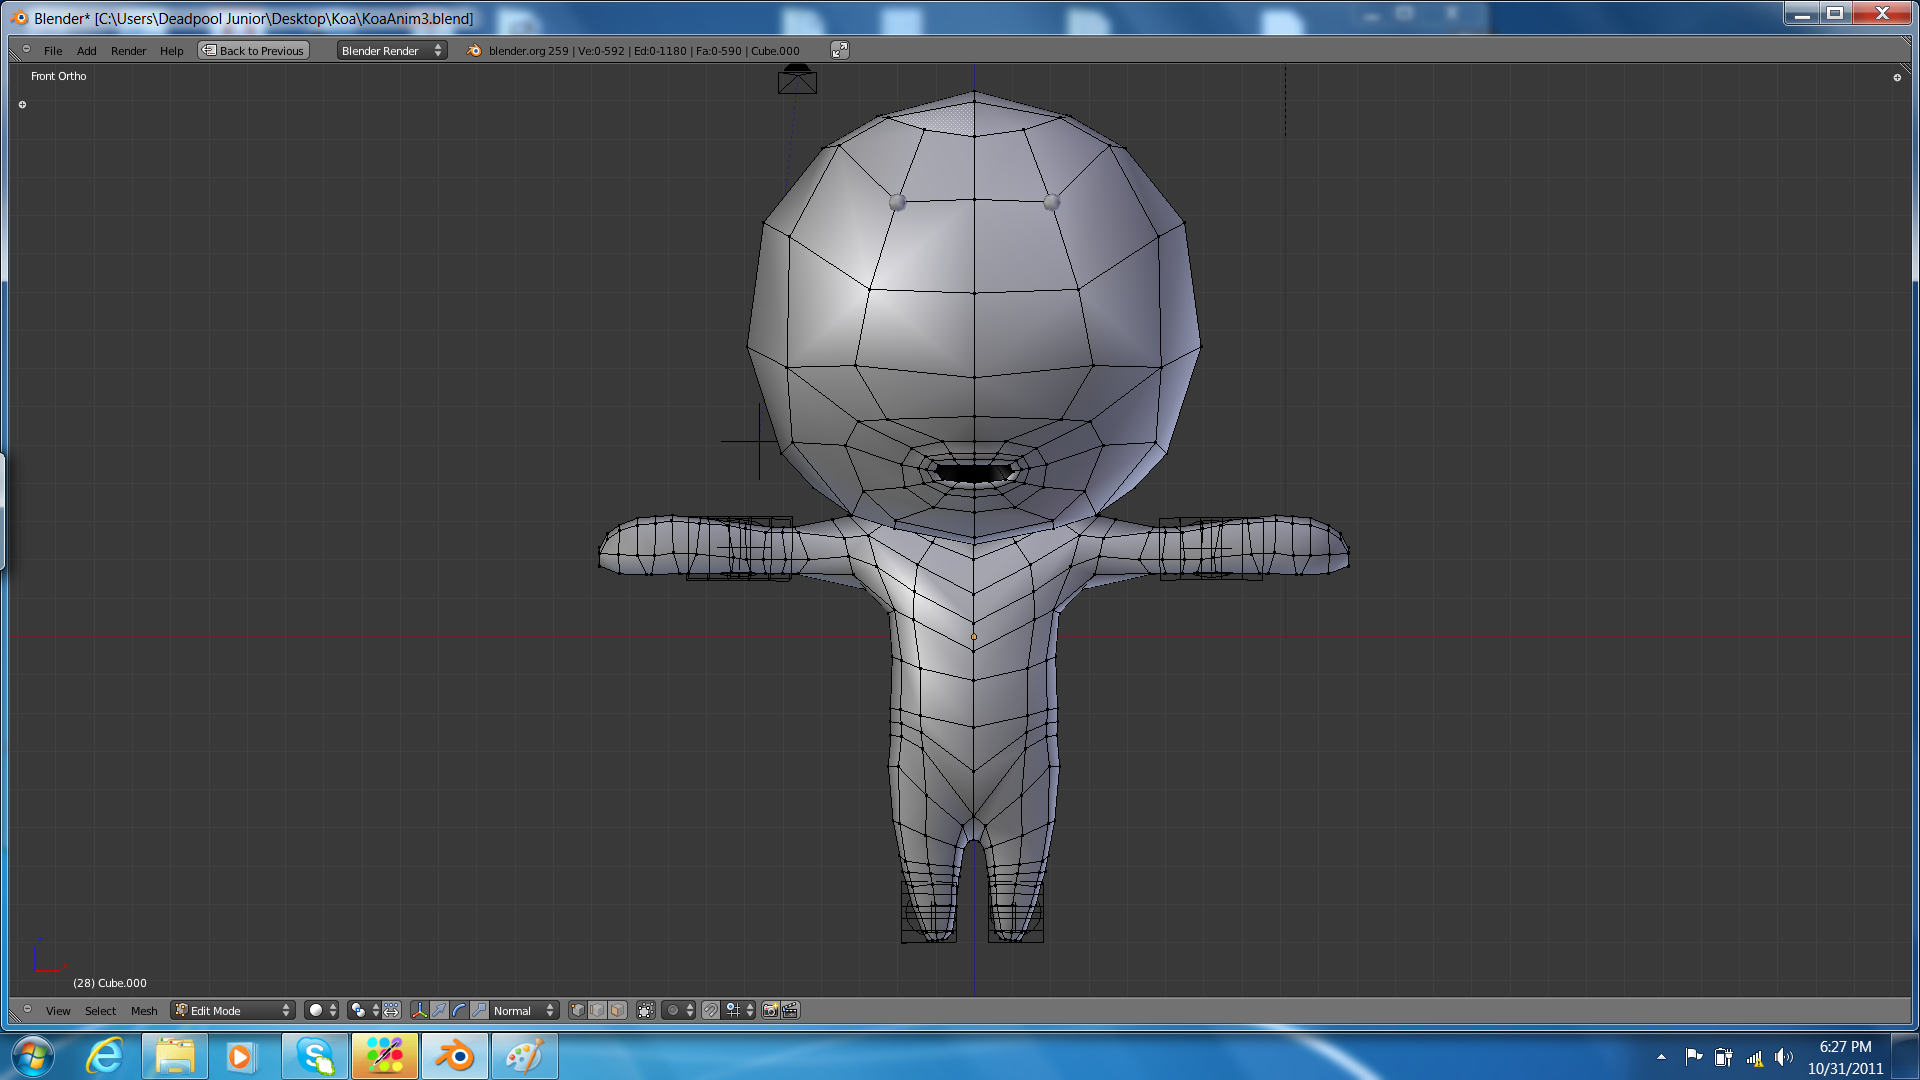 Blender* [C:\Users\Deadpool Junior\Desktop\Koa\KoaAnim3.blend]
File Add Render Help Back to Previous Blender Render blender.org 259 | Ve:0-592 | Ed:0-1180 | Fa:0-590 | Cube.000
Front Ortho
(28) Cube.000
View Select Mesh Edit Mode Normal
6:27 PM
10/31/2011